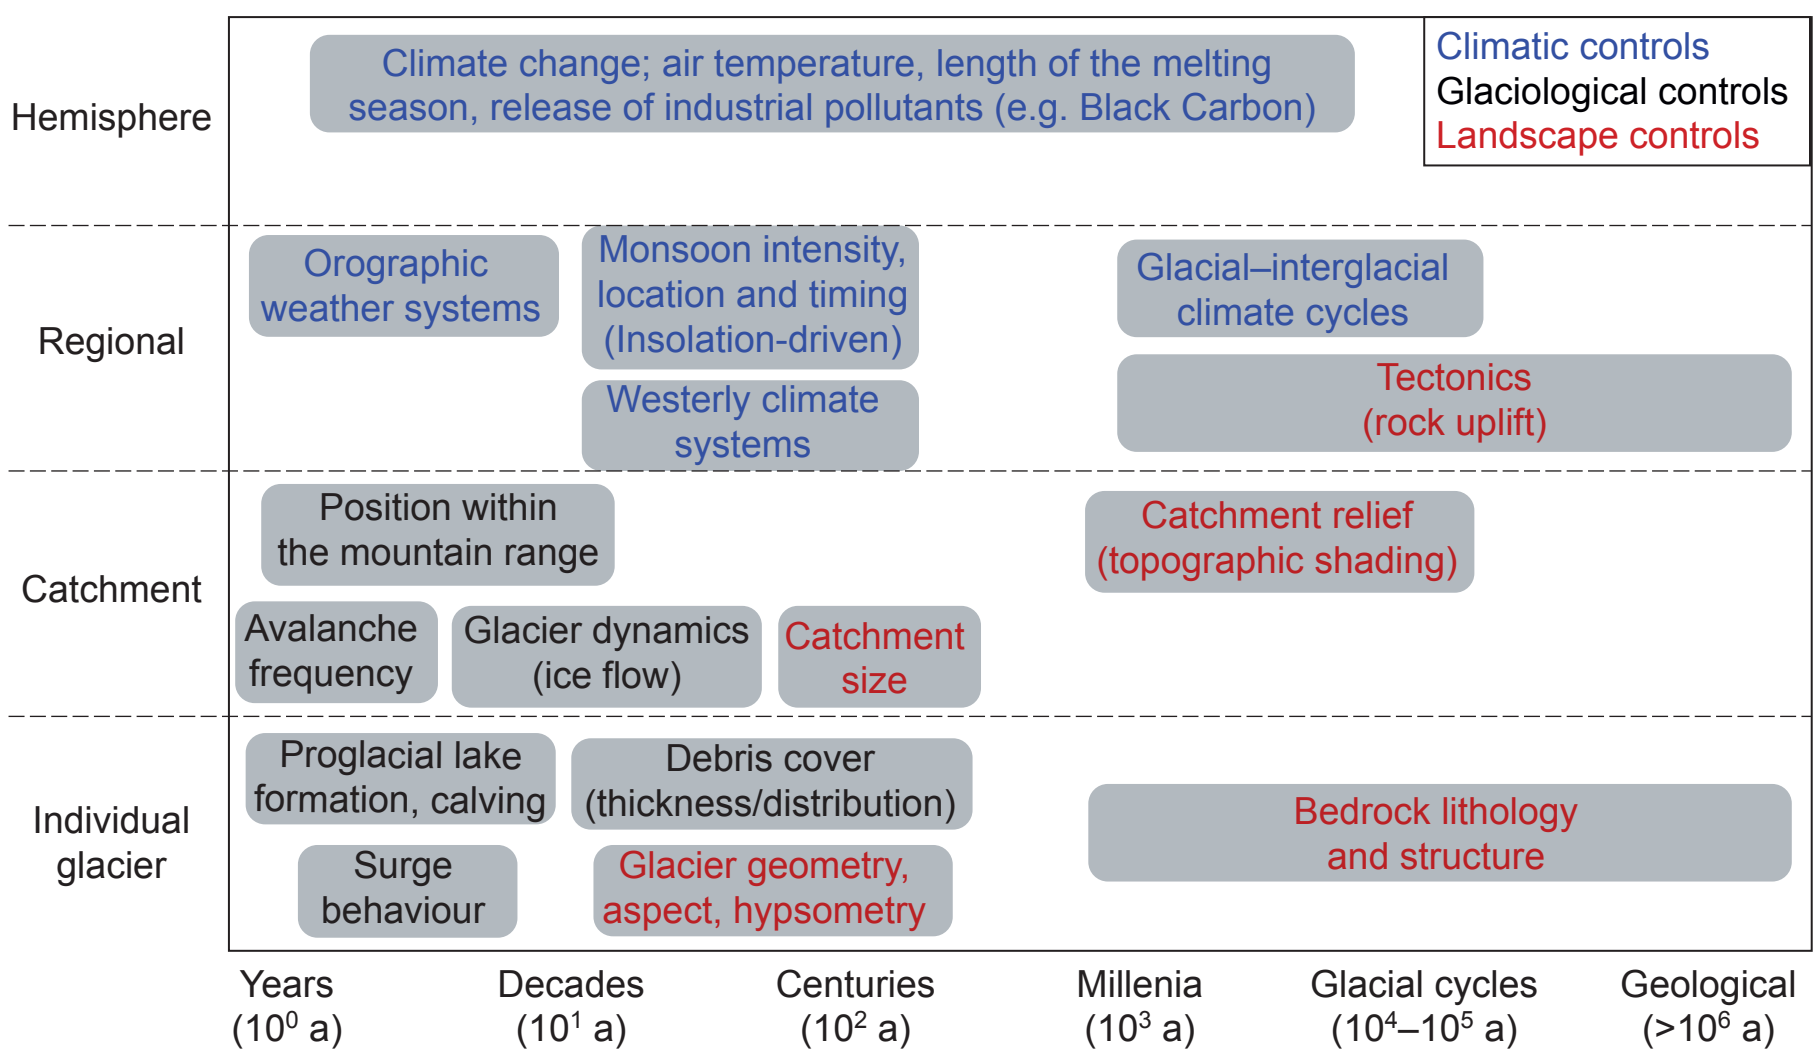 Climatic controls
Glaciological controls
Landscape controls
Hemisphere
Climate change; air temperature, length of the melting
season, release of industrial pollutants (e.g. Black Carbon)
Regional
Orographic
weather systems
Monsoon intensity,
location and timing
(Insolation-driven)
Westerly climate
systems
Glacial–interglacial
climate cycles
Tectonics
(rock uplift)
Catchment
Position within
the mountain range
Catchment relief
(topographic shading)
Avalanche
frequency
Glacier dynamics
(ice flow)
Catchment
size
Individual
glacier
Proglacial lake
formation, calving
Debris cover
(thickness/distribution)
Surge
behaviour
Glacier geometry,
aspect, hypsometry
Bedrock lithology
and structure
Years
(10⁰ a)
Decades
(10¹ a)
Centuries
(10² a)
Millenia
(10³ a)
Glacial cycles
(10⁴–10⁵ a)
Geological
(>10⁶ a)